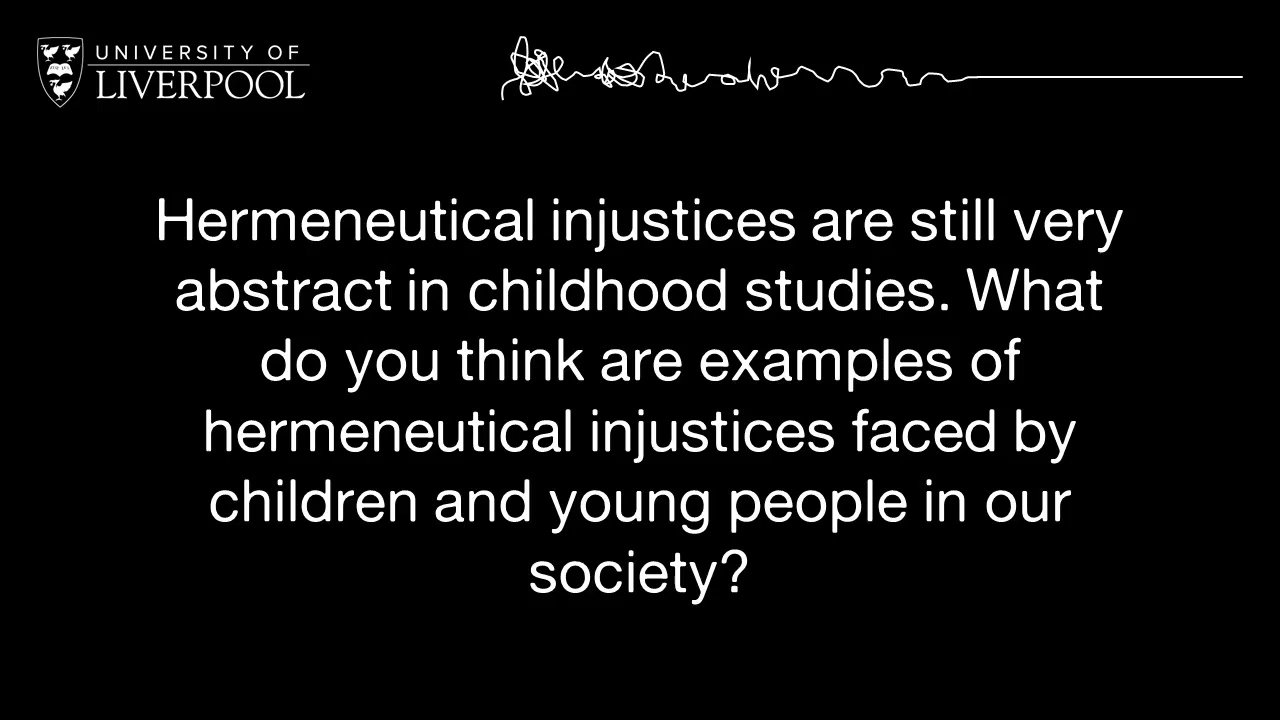 UNIVERSITY OF
LIVERPOOL
Hermeneutical injustices are still very
abstract in childhood studies. What
do you think are examples of
hermeneutical injustices faced by
children and young people in our
society?